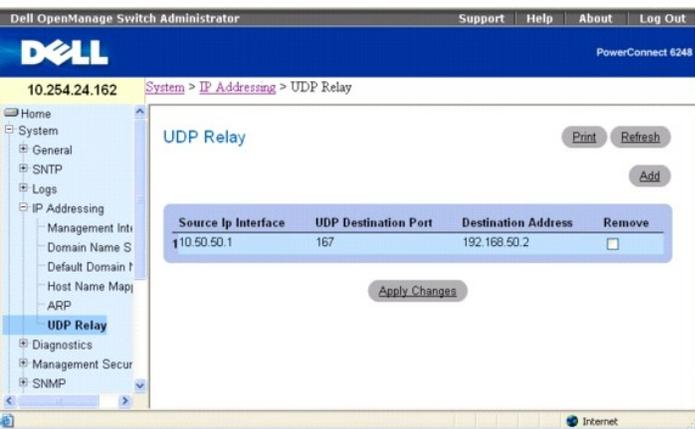 Dell OpenManage Switch Administrator
Support Help About Log Out
DELL
PowerConnect 6248
10.254.24.162
System > IP Addressing > UDP Relay
Home
System
General
SNTP
Logs
IP Addressing
Management Inte
Domain Name S
Default Domain N
Host Name Mapp
ARP
UDP Relay
Diagnostics
Management Secur
SNMP
UDP Relay
Print Refresh
Add
Source Ip Interface UDP Destination Port Destination Address Remove
1 10.50.50.1 167 192.168.50.2
Apply Changes
Internet